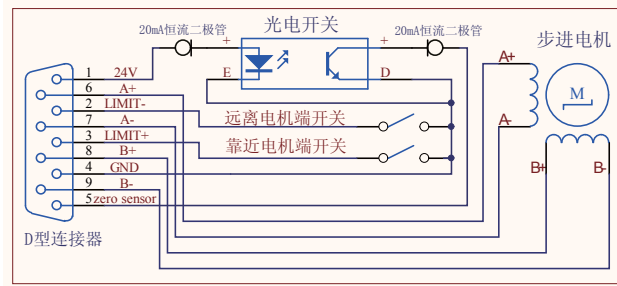 20mA恒流二极管
光电开关
20mA恒流二极管
步进电机
+
+
E
D
1 24V
6 A+
2 LIMIT-
7 A-
3 LIMIT+
8 B+
4 GND
9 B-
5 zero sensor
远离电机端开关
靠近电机端开关
A+
A-
M
B+
B-
D型连接器